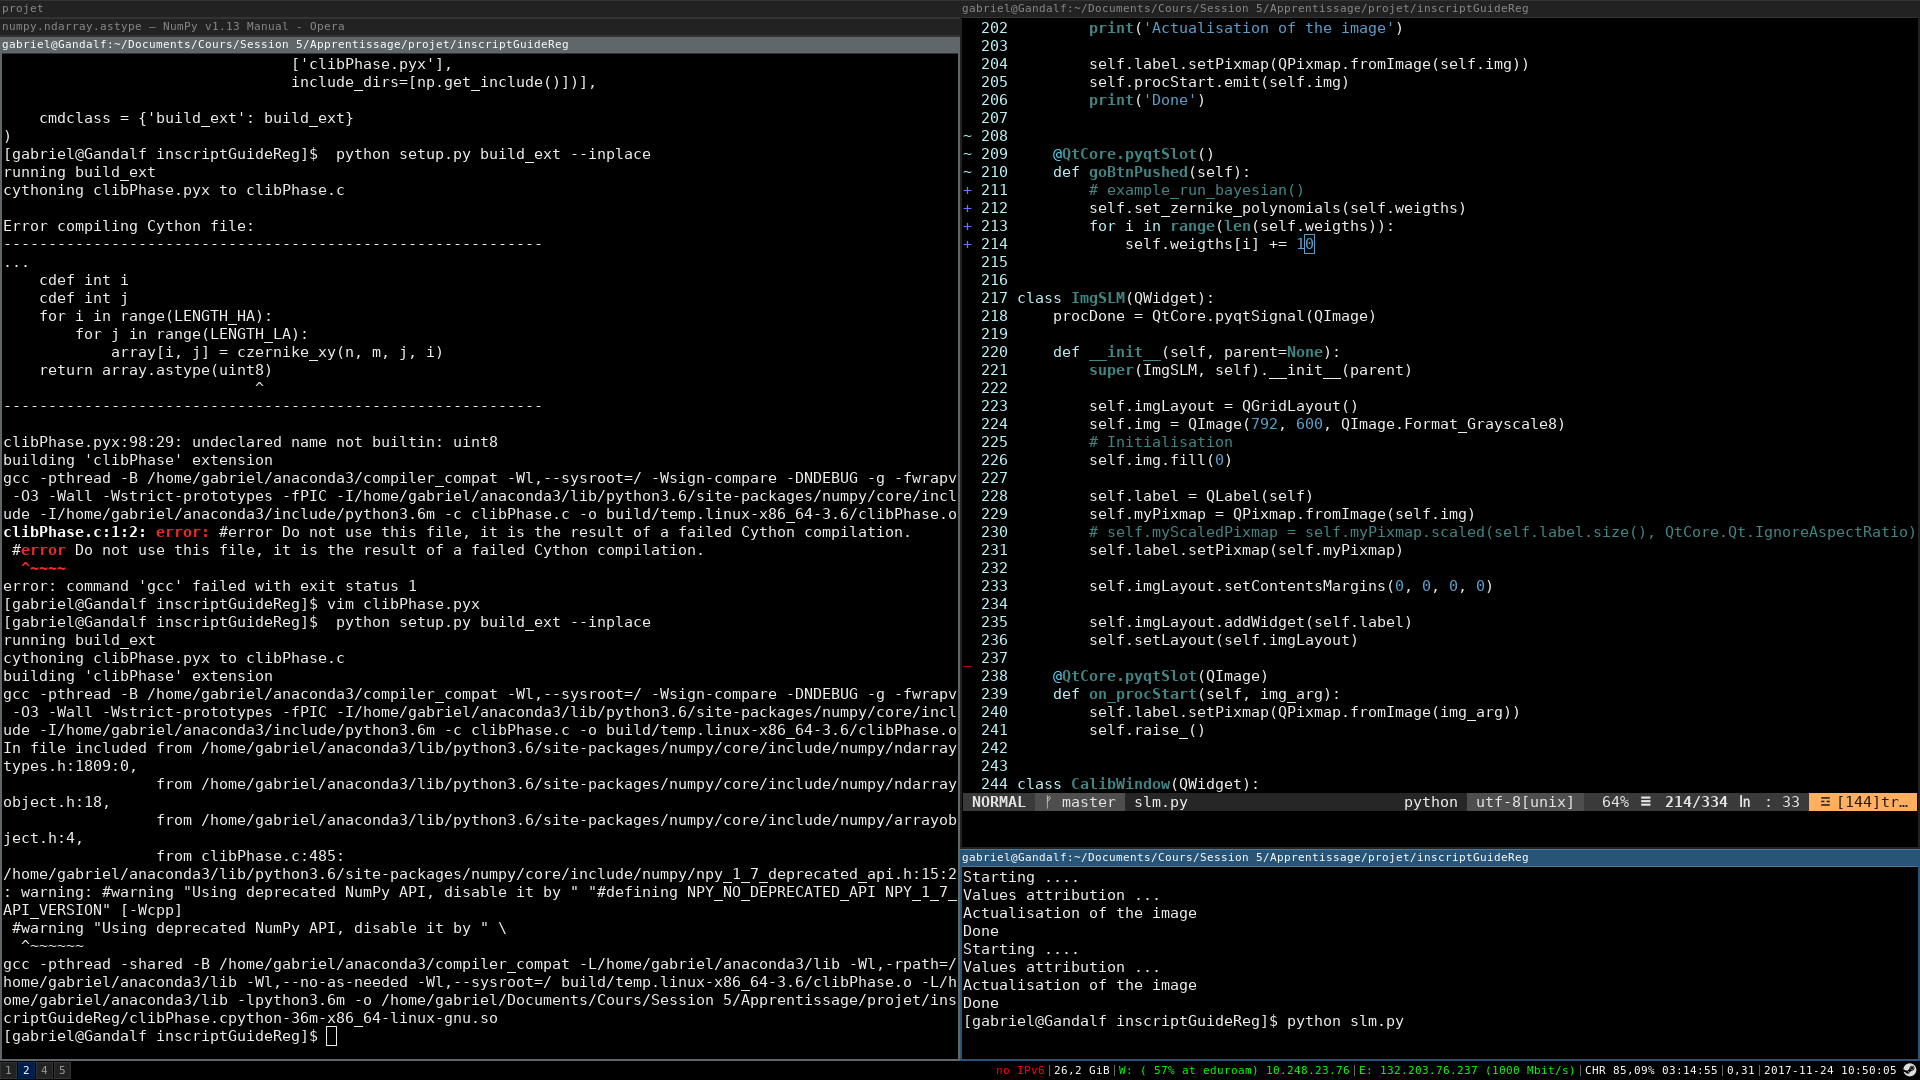 projet
numpy.ndarray.astype – NumPy v1.13 Manual - Opera
gabriel@Gandalf:~/Documents/Cours/Session 5/Apprentissage/projet/inscriptGuideReg
['clibPhase.pyx'],
include_dirs=[np.get_include()])],
cmdclass = {'build_ext': build_ext}
)
[gabriel@Gandalf inscriptGuideReg]$  python setup.py build_ext --inplace
running build_ext
cythoning clibPhase.pyx to clibPhase.c
Error compiling Cython file:
------------------------------------------------------------
...
    cdef int i
    cdef int j
    for i in range(LENGTH_HA):
        for j in range(LENGTH_LA):
            array[i, j] = czernike_xy(n, m, j, i)
    return array.astype(uint8)
                            ^
------------------------------------------------------------
clibPhase.pyx:98:29: undeclared name not builtin: uint8
building 'clibPhase' extension
gcc -pthread -B /home/gabriel/anaconda3/compiler_compat -Wl,--sysroot=/ -Wsign-compare -DNDEBUG -g -fwrapv
 -O3 -Wall -Wstrict-prototypes -fPIC -I/home/gabriel/anaconda3/lib/python3.6/site-packages/numpy/core/incl
ude -I/home/gabriel/anaconda3/include/python3.6m -c clibPhase.c -o build/temp.linux-x86_64-3.6/clibPhase.o
clibPhase.c:1:2: error: #error Do not use this file, it is the result of a failed Cython compilation.
 #error Do not use this file, it is the result of a failed Cython compilation.
  ^~~~~
error: command 'gcc' failed with exit status 1
[gabriel@Gandalf inscriptGuideReg]$ vim clibPhase.pyx
[gabriel@Gandalf inscriptGuideReg]$  python setup.py build_ext --inplace
running build_ext
cythoning clibPhase.pyx to clibPhase.c
building 'clibPhase' extension
gcc -pthread -B /home/gabriel/anaconda3/compiler_compat -Wl,--sysroot=/ -Wsign-compare -DNDEBUG -g -fwrapv
 -O3 -Wall -Wstrict-prototypes -fPIC -I/home/gabriel/anaconda3/lib/python3.6/site-packages/numpy/core/incl
ude -I/home/gabriel/anaconda3/include/python3.6m -c clibPhase.c -o build/temp.linux-x86_64-3.6/clibPhase.o
In file included from /home/gabriel/anaconda3/lib/python3.6/site-packages/numpy/core/include/numpy/ndarray
types.h:1809:0,
                 from /home/gabriel/anaconda3/lib/python3.6/site-packages/numpy/core/include/numpy/ndarray
object.h:18,
                 from /home/gabriel/anaconda3/lib/python3.6/site-packages/numpy/core/include/numpy/arrayob
ject.h:4,
                 from clibPhase.c:485:
/home/gabriel/anaconda3/lib/python3.6/site-packages/numpy/core/include/numpy/npy_1_7_deprecated_api.h:15:2
: warning: #warning "Using deprecated NumPy API, disable it by " "#defining NPY_NO_DEPRECATED_API NPY_1_7_
API_VERSION" [-Wcpp]
 #warning "Using deprecated NumPy API, disable it by " \
  ^~~~~~~
gcc -pthread -shared -B /home/gabriel/anaconda3/compiler_compat -L/home/gabriel/anaconda3/lib -Wl,-rpath=/
home/gabriel/anaconda3/lib -Wl,--no-as-needed -Wl,--sysroot=/ build/temp.linux-x86_64-3.6/clibPhase.o -L/h
ome/gabriel/anaconda3/lib -lpython3.6m -o /home/gabriel/Documents/Cours/Session 5/Apprentissage/projet/ins
criptGuideReg/clibPhase.cpython-36m-x86_64-linux-gnu.so
[gabriel@Gandalf inscriptGuideReg]$
gabriel@Gandalf:~/Documents/Cours/Session 5/Apprentissage/projet/inscriptGuideReg
202         print('Actualisation of the image')
203
204         self.label.setPixmap(QPixmap.fromImage(self.img))
205         self.procStart.emit(self.img)
206         print('Done')
207
~ 208
~ 209     @QtCore.pyqtSlot()
~ 210     def goBtnPushed(self):
+ 211         # example_run_bayesian()
+ 212         self.set_zernike_polynomials(self.weigths)
+ 213         for i in range(len(self.weigths)):
+ 214             self.weigths[i] += 10
215
216
217 class ImgSLM(QWidget):
218     procDone = QtCore.pyqtSignal(QImage)
219
220     def __init__(self, parent=None):
221         super(ImgSLM, self).__init__(parent)
222
223         self.imgLayout = QGridLayout()
224         self.img = QImage(792, 600, QImage.Format_Grayscale8)
225         # Initialisation
226         self.img.fill(0)
227
228         self.label = QLabel(self)
229         self.myPixmap = QPixmap.fromImage(self.img)
230         # self.myScaledPixmap = self.myPixmap.scaled(self.label.size(), QtCore.Qt.IgnoreAspectRatio)
231         self.label.setPixmap(self.myPixmap)
232
233         self.imgLayout.setContentsMargins(0, 0, 0, 0)
234
235         self.imgLayout.addWidget(self.label)
236         self.setLayout(self.imgLayout)
_ 237
238     @QtCore.pyqtSlot(QImage)
239     def on_procStart(self, img_arg):
240         self.label.setPixmap(QPixmap.fromImage(img_arg))
241         self.raise_()
242
243
244 class CalibWindow(QWidget):
NORMAL  master  slm.py  python  utf-8[unix]  64% ☰ 214/334 ㏑ : 33  ☲ [144]tr…
gabriel@Gandalf:~/Documents/Cours/Session 5/Apprentissage/projet/inscriptGuideReg
Starting ....
Values attribution ...
Actualisation of the image
Done
Starting ....
Values attribution ...
Actualisation of the image
Done
[gabriel@Gandalf inscriptGuideReg]$ python slm.py
1 2 4 5
no IPv6|26,2 GiB|W: ( 57% at eduroam) 10.248.23.76|E: 132.203.76.237 (1000 Mbit/s)|CHR 85,09% 03:14:55|0,31|2017-11-24 10:50:05